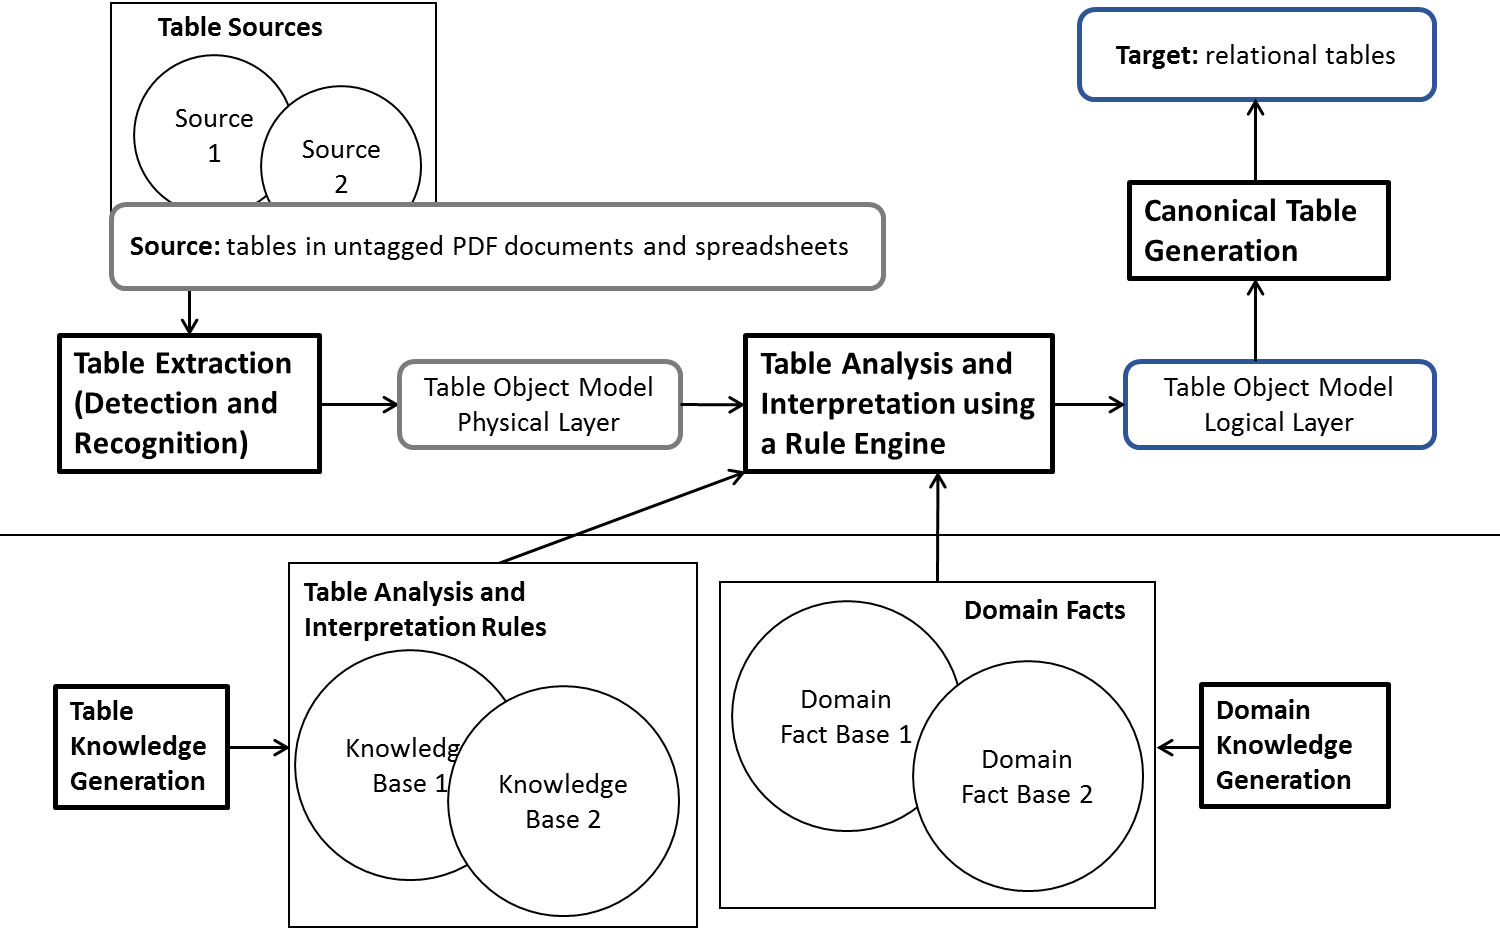 Table Sources
Source
1
Source
2
Source: tables in untagged PDF documents and spreadsheets
Target: relational tables
Canonical Table
Generation
Table Extraction
(Detection and
Recognition)
Table Object Model
Physical Layer
Table Analysis and
Interpretation using
a Rule Engine
Table Object Model
Logical Layer
Table Analysis and
Interpretation Rules
Knowledg
Base 1
Knowledge
Base 2
Domain Facts
Domain
Fact Base 1
Domain
Fact Base 2
Table
Knowledge
Generation
Domain
Knowledge
Generation